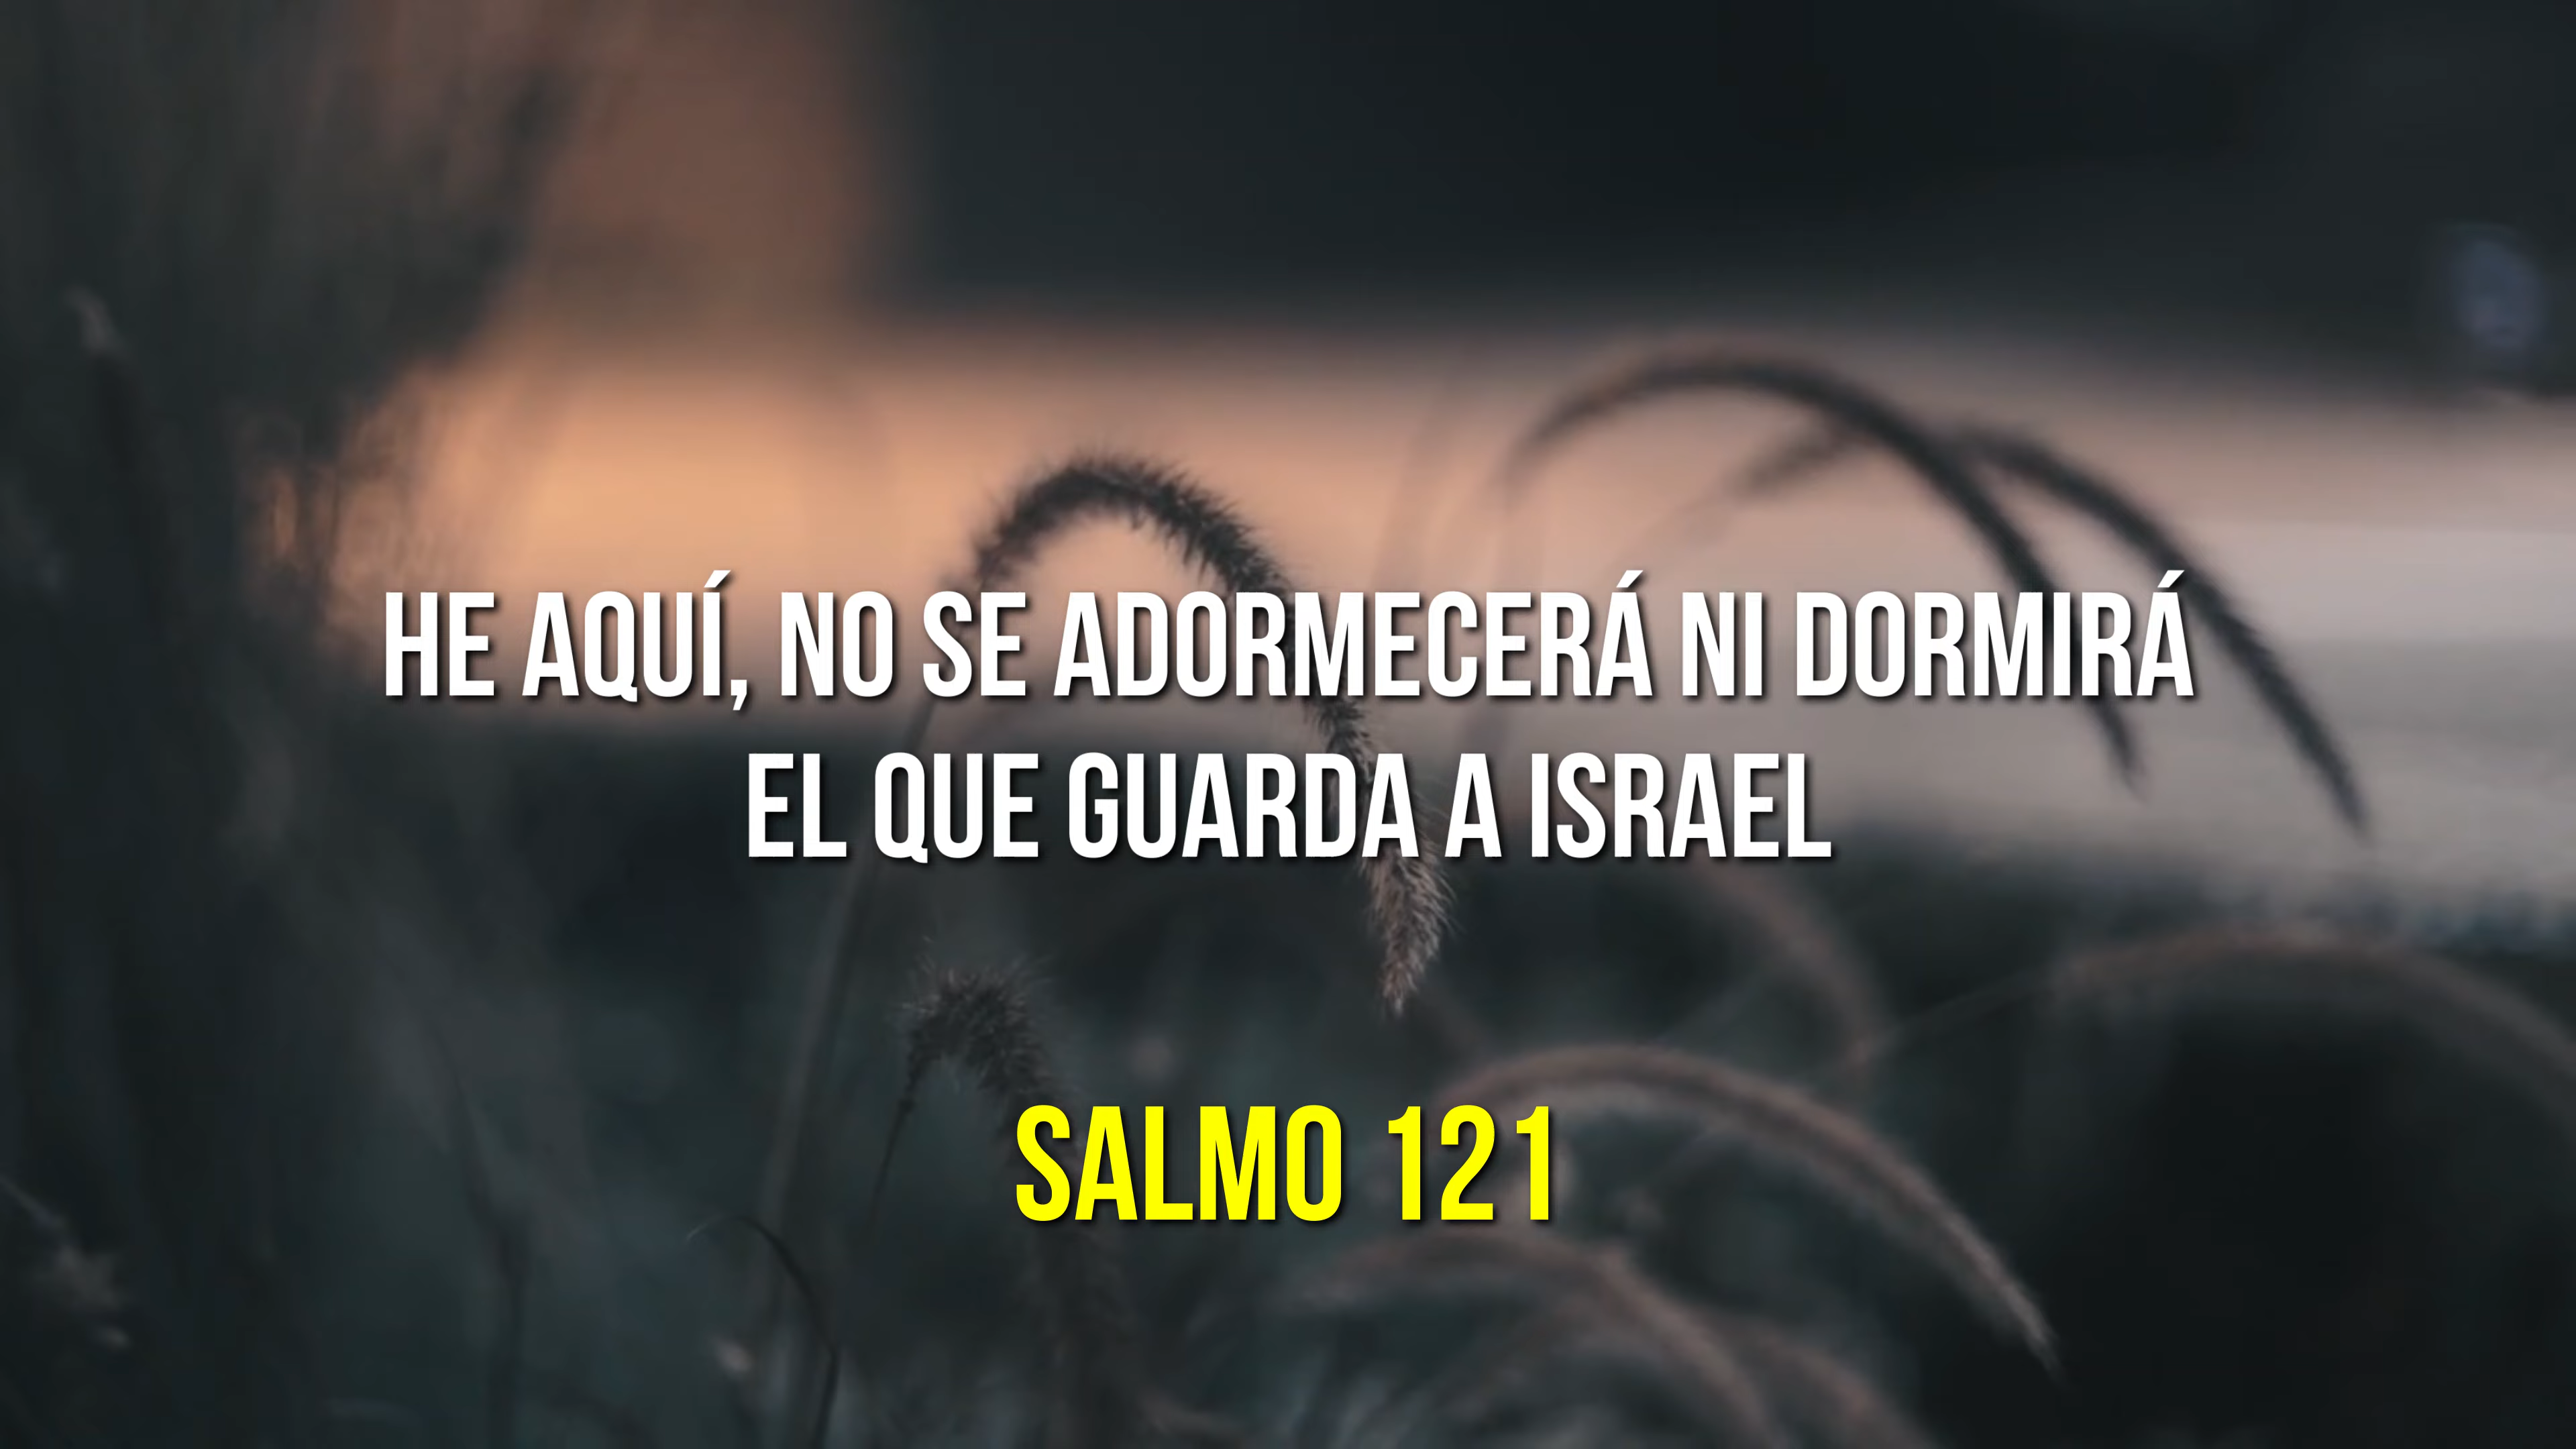 HE AQUÍ, NO SE ADORMECERÁ NI DORMIRÁ
EL QUE GUARDA A ISRAEL
SALMO 121